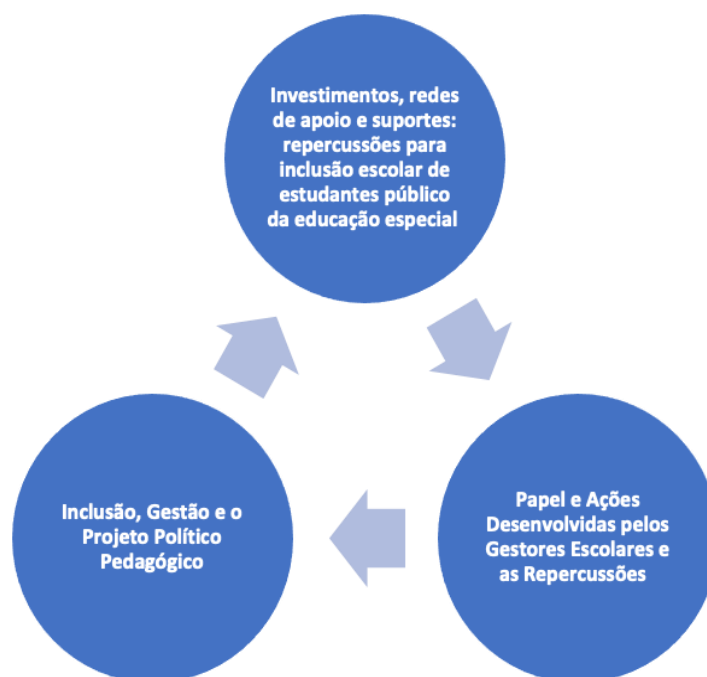 Investimentos, redes
de apoio e suportes:
repercussões para
inclusão escolar de
estudantes público
da educação especial
Papel e Ações
Desenvolvidas pelos
Gestores Escolares e
as Repercussões
Inclusão, Gestão e o
Projeto Político
Pedagógico